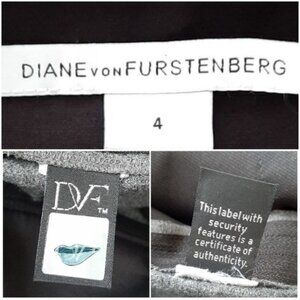 DIANE VON FURSTENBERG
4
DVF
TM
This label with
security
features is a
certificate of
authenticity.